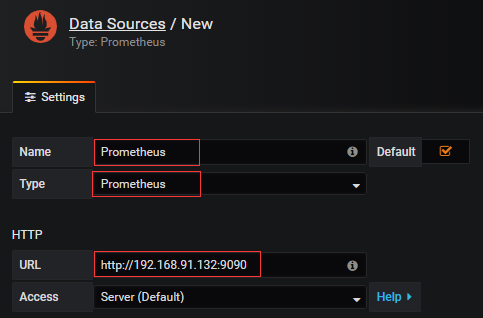 Data Sources / New
Type: Prometheus
Settings
Name Prometheus Default
Type Prometheus
HTTP
URL http://192.168.91.132:9090
Access Server (Default) Help